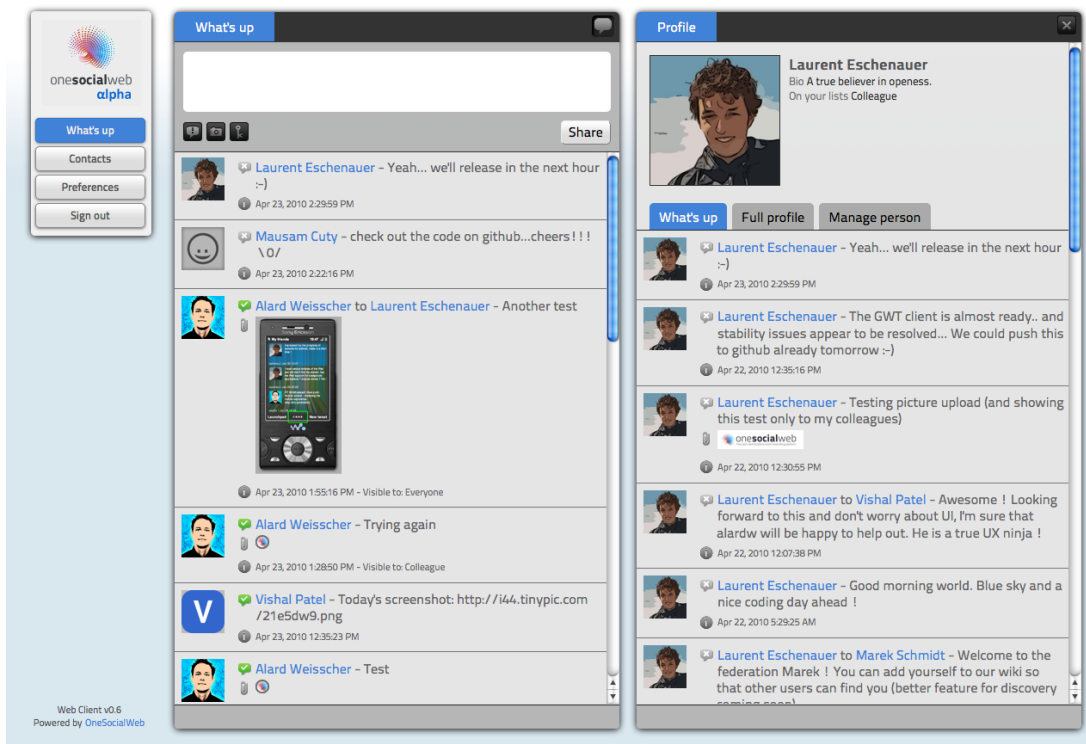 onesocialweb
αlpha
What's up
Contacts
Preferences
Sign out
Web Client v0.6
Powered by OneSocialWeb
What's up
Share
Laurent Eschenauer - Yeah... we'll release in the next hour
:-)
Apr 23, 2010 2:29:59 PM
Mausam Cuty - check out the code on github...cheers!!!
\0/
Apr 23, 2010 2:22:16 PM
Alard Weisscher to Laurent Eschenauer - Another test
Sony Ericsson
Apr 23, 2010 1:55:16 PM - Visible to: Everyone
Alard Weisscher - Trying again
Apr 23, 2010 1:28:50 PM - Visible to: Colleague
V
Vishal Patel - Today's screenshot: http://i44.tinypic.com
/21e5dw9.png
Apr 23, 2010 12:35:23 PM
Alard Weisscher - Test
Profile
Laurent Eschenauer
Bio A true believer in openess.
On your lists Colleague
What's up
Full profile
Manage person
Laurent Eschenauer - Yeah... we'll release in the next hour
:-)
Apr 23, 2010 2:29:59 PM
Laurent Eschenauer - The GWT client is almost ready.. and
stability issues appear to be resolved... We could push this
to github already tomorrow :-)
Apr 22, 2010 12:35:16 PM
Laurent Eschenauer - Testing picture upload (and showing
this test only to my colleagues)
onesocialweb
Apr 22, 2010 12:30:55 PM
Laurent Eschenauer to Vishal Patel - Awesome ! Looking
forward to this and don't worry about UI, I'm sure that
alardw will be happy to help out. He is a true UX ninja !
Apr 22, 2010 12:07:38 PM
Laurent Eschenauer - Good morning world. Blue sky and a
nice coding day ahead !
Apr 22, 2010 5:29:25 AM
Laurent Eschenauer to Marek Schmidt - Welcome to the
federation Marek ! You can add yourself to our wiki so
that other users can find you (better feature for discovery
coming soon)